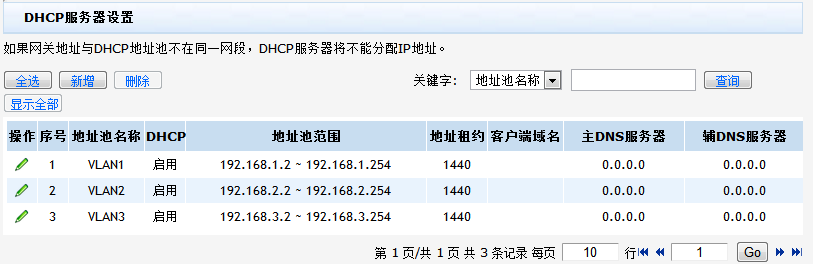 DHCP服务器设置
如果网关地址与DHCP地址池不在同一网段，DHCP服务器将不能分配IP地址。
全选 新增 删除 关键字: 地址池名称 查询
显示全部
操作 序号 地址池名称 DHCP 地址池范围 地址租约 客户端域名 主DNS服务器 辅DNS服务器
1 VLAN1 启用 192.168.1.2 ~ 192.168.1.254 1440 0.0.0.0 0.0.0.0
2 VLAN2 启用 192.168.2.2 ~ 192.168.2.254 1440 0.0.0.0 0.0.0.0
3 VLAN3 启用 192.168.3.2 ~ 192.168.3.254 1440 0.0.0.0 0.0.0.0
第 1 页/共 1 页 共 3 条记录 每页 10 行 1 Go